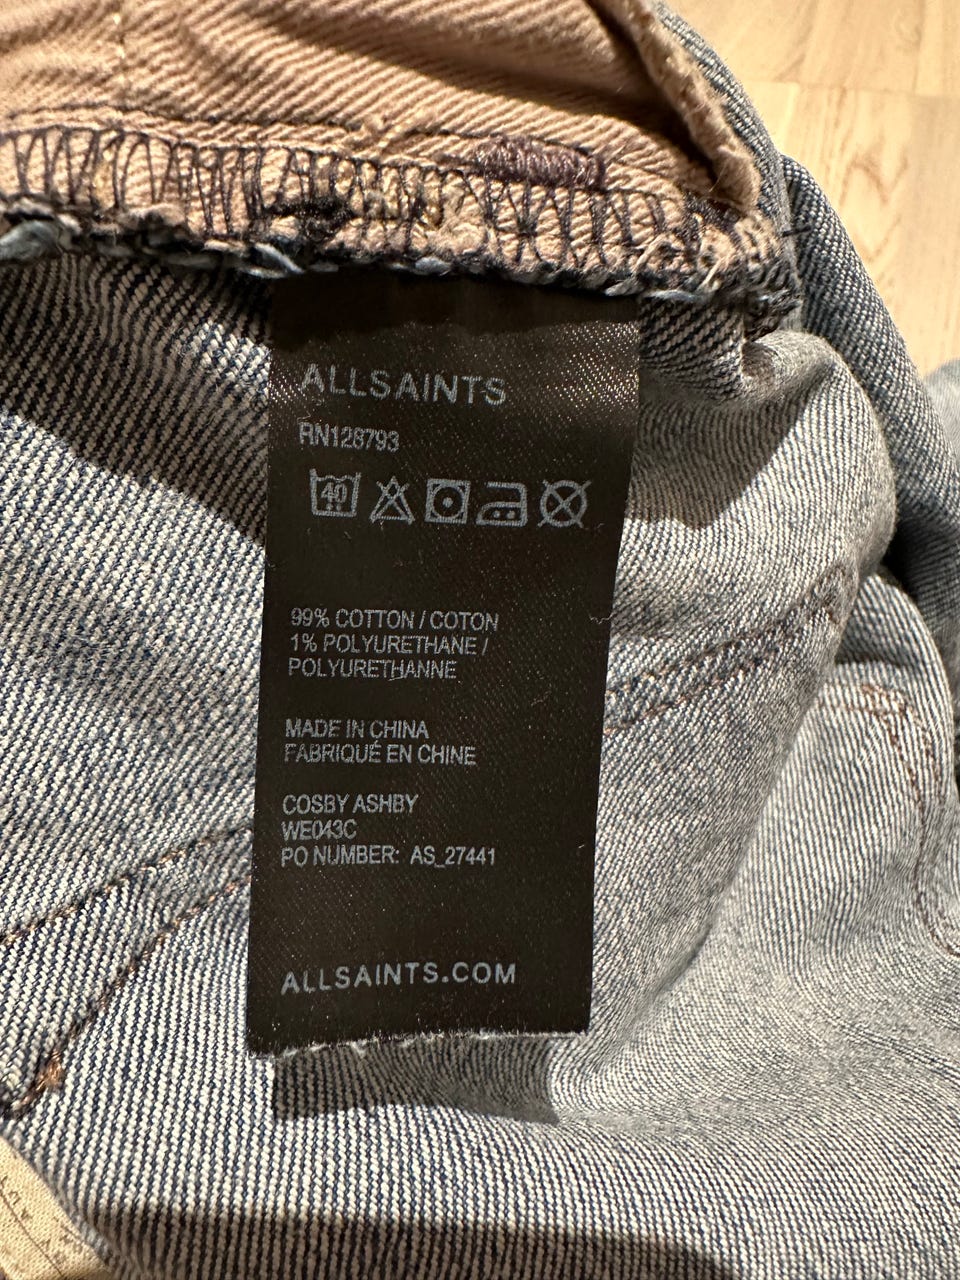 ALLSAINTS
RN128793
40
99% COTTON / COTON
1% POLYURETHANE /
POLYURETHANNE
MADE IN CHINA
FABRIQUÉ EN CHINE
COSBY ASHBY
WE043C
PO NUMBER: AS_27441
ALLSAINTS.COM